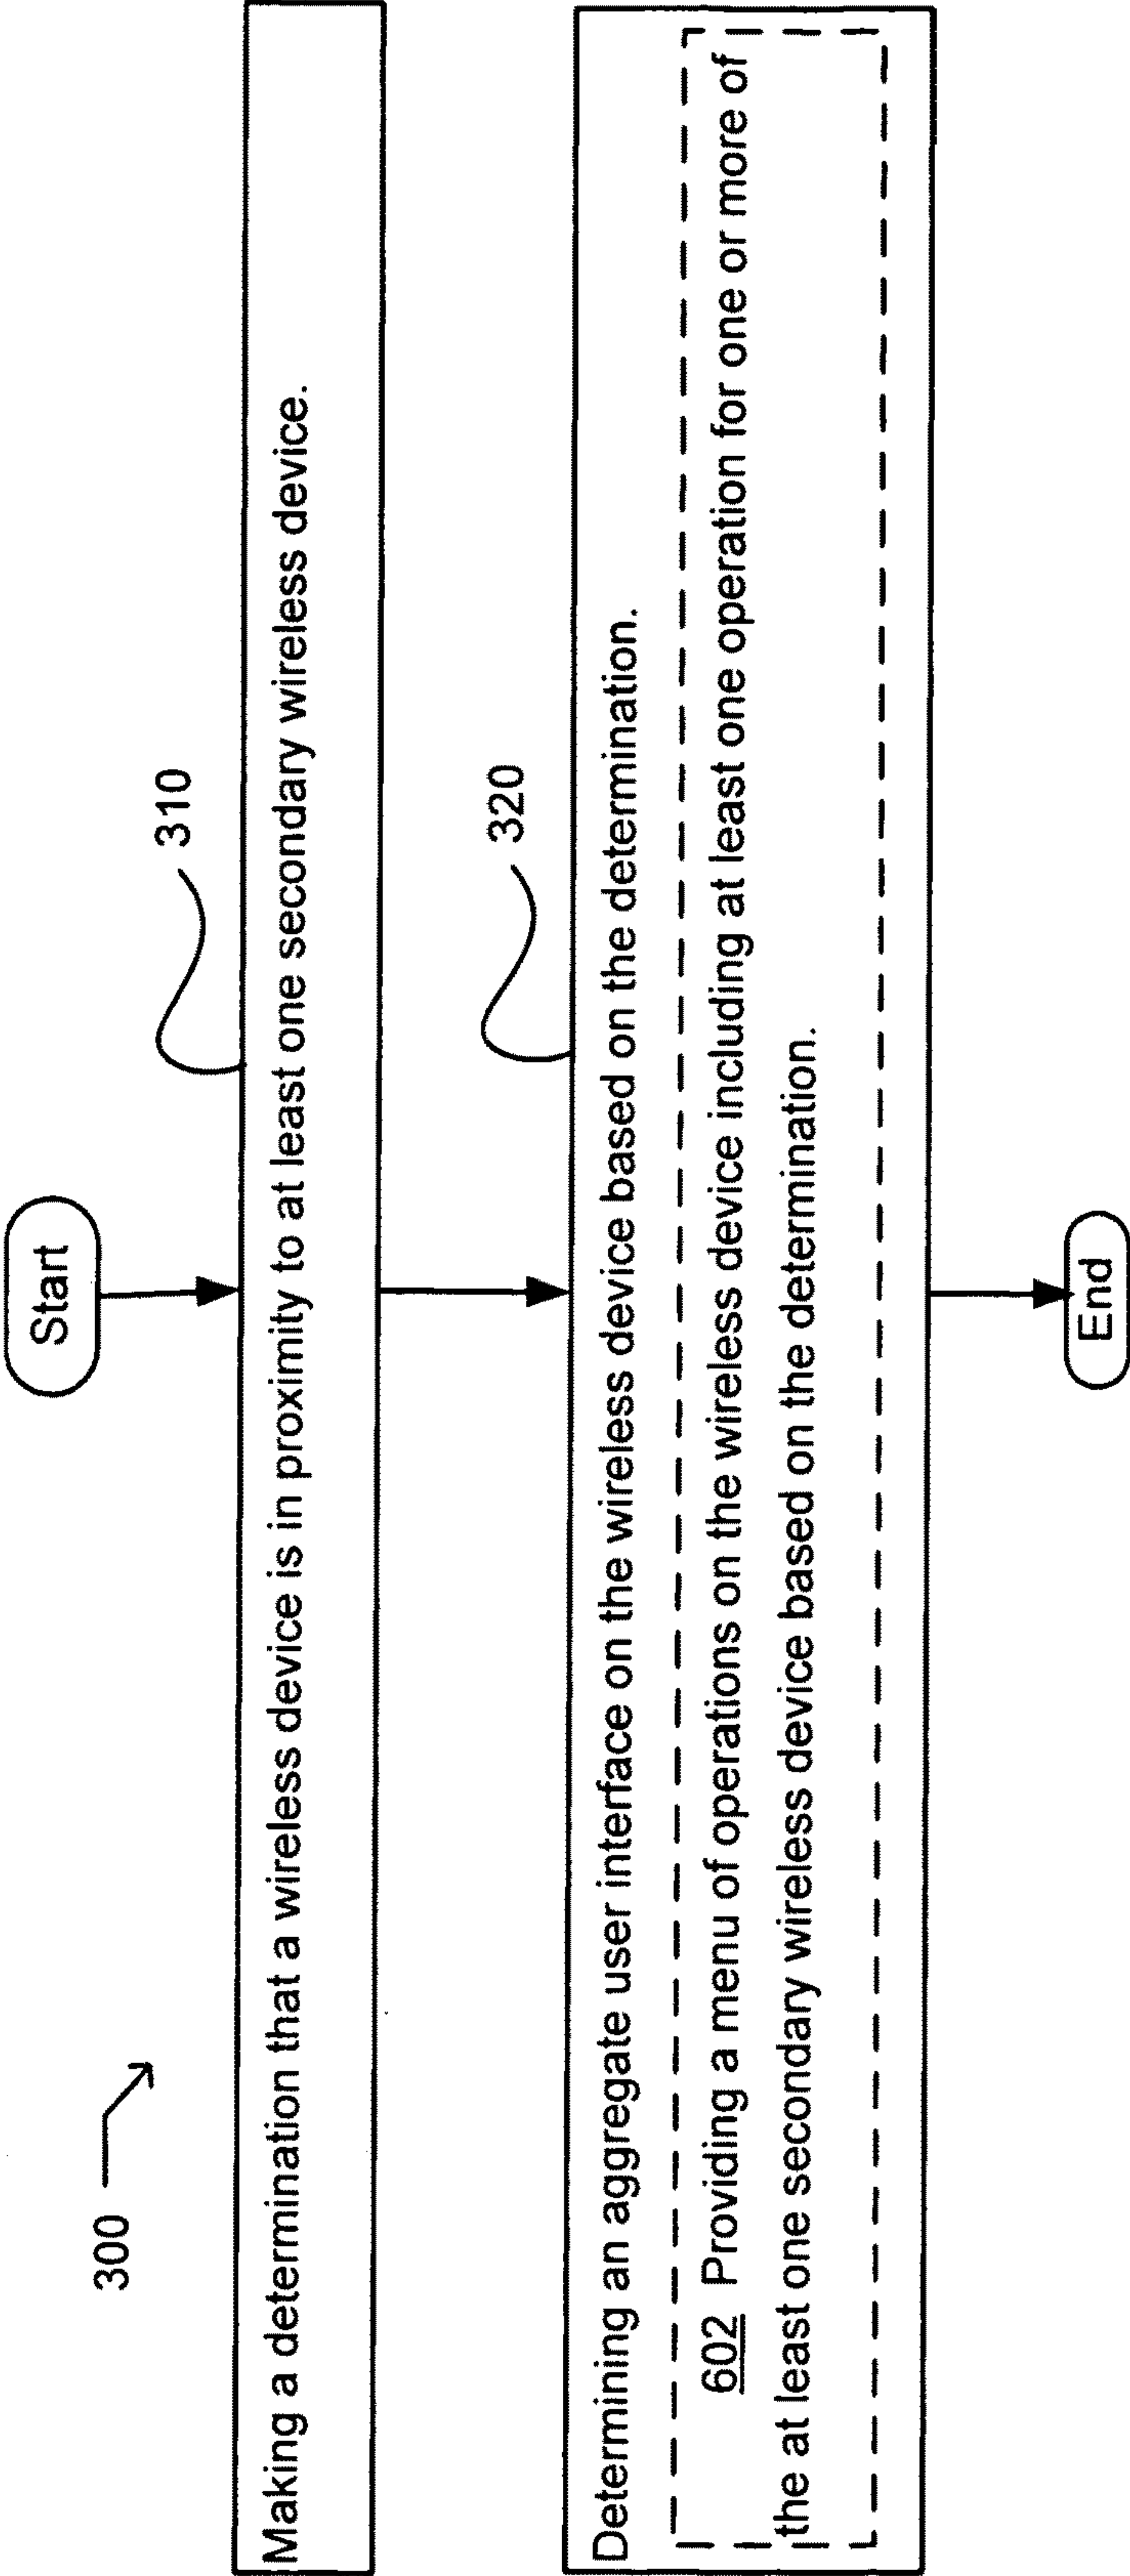 300
Start
310
Making a determination that a wireless device is in proximity to at least one secondary wireless device.
320
Determining an aggregate user interface on the wireless device based on the determination.
602 Providing a menu of operations on the wireless device including at least one operation for one or more of
the at least one secondary wireless device based on the determination.
End